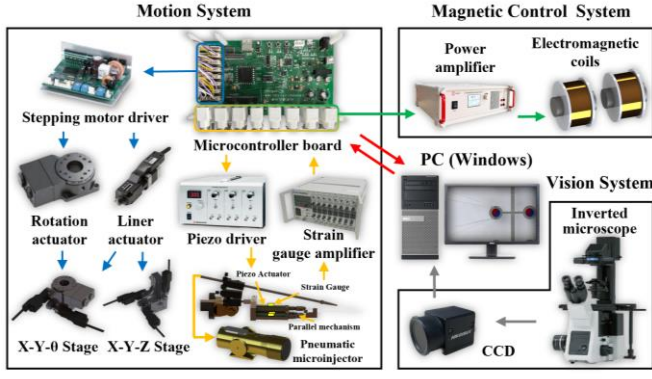 Motion System
Magnetic Control System
Power
amplifier
Electromagnetic
coils
Stepping motor driver
Microcontroller board
PC (Windows)
Vision System
Inverted
microscope
Rotation
actuator
Liner
actuator
Piezo driver
Strain
gauge amplifier
Piezo Actuator
Strain Gauge
Parallel mechanism
X-Y-θ Stage
X-Y-Z Stage
Pneumatic
microinjector
CCD